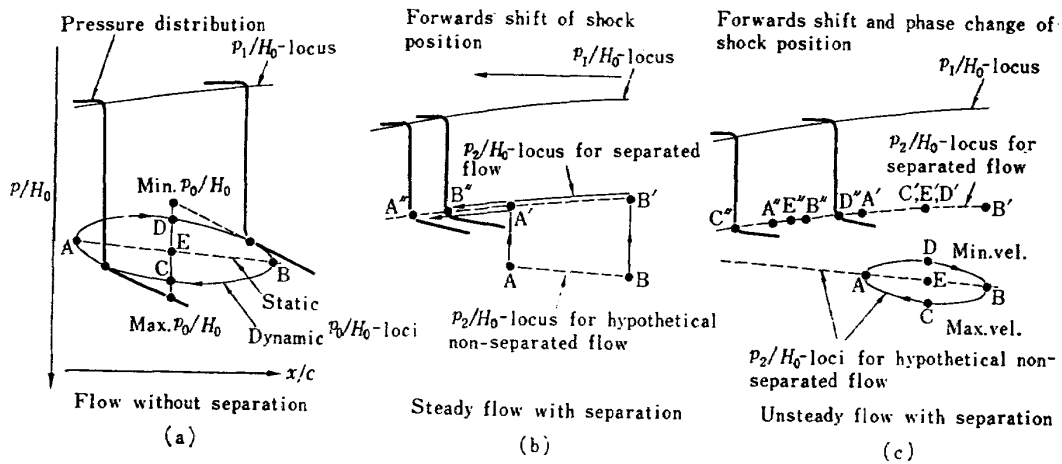 Pressure distribution
p₁/H₀-locus
p/H₀
Min. p₀/H₀
D
A
E
C
B
Static
Max. p₀/H₀
Dynamic p₀/H₀-loci
x/c
Flow without separation
(a)
Forwards shift of shock
position
p₁/H₀-locus
p₂/H₀-locus for separated
flow
A″
B″
A′
B′
A
B
p₂/H₀-locus for hypothetical
non-separated flow
Steady flow with separation
(b)
Forwards shift and phase change of
shock position
p₁/H₀-locus
p₂/H₀-locus for
separated flow
C″
A″E″B″
D″A′
C′,E′,D′
B′
D
Min.vel.
A
E
B
C
Max.vel.
p₂/H₀-loci for hypothetical non-
separated flow
Unsteady flow with separation
(c)